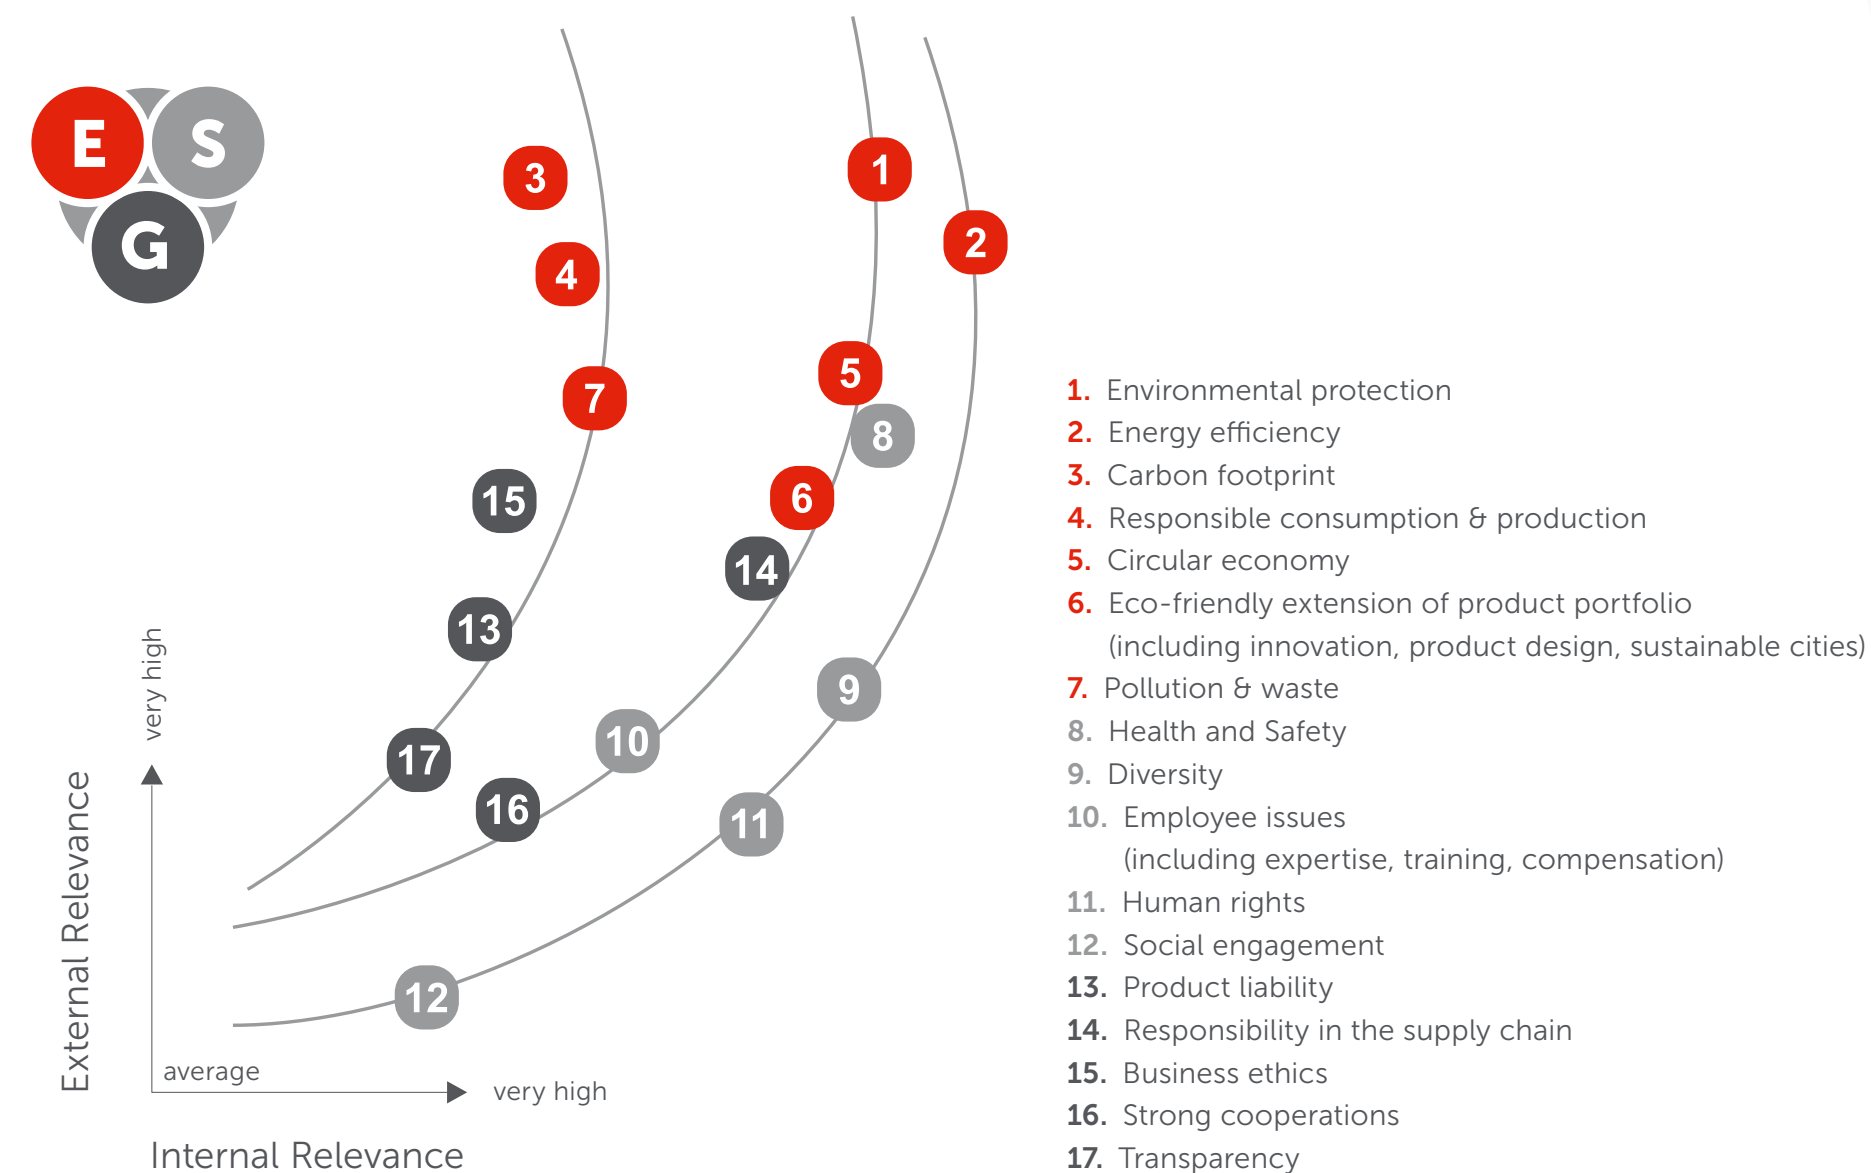 E
S
G
3
1
2
4
5
7
8
6
15
14
13
9
10
17
16
11
12
very high
External Relevance
average
very high
Internal Relevance
1. Environmental protection
2. Energy efficiency
3. Carbon footprint
4. Responsible consumption & production
5. Circular economy
6. Eco-friendly extension of product portfolio
(including innovation, product design, sustainable cities)
7. Pollution & waste
8. Health and Safety
9. Diversity
10. Employee issues
(including expertise, training, compensation)
11. Human rights
12. Social engagement
13. Product liability
14. Responsibility in the supply chain
15. Business ethics
16. Strong cooperations
17. Transparency